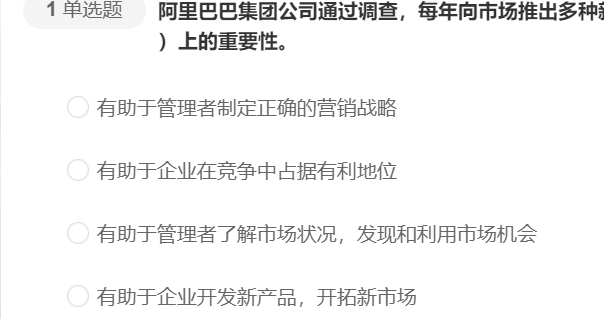 1 单选题
阿里巴巴集团公司通过调查，每年向市场推出多种
）上的重要性。
有助于管理者制定正确的营销战略
有助于企业在竞争中占据有利地位
有助于管理者了解市场状况，发现和利用市场机会
有助于企业开发新产品，开拓新市场